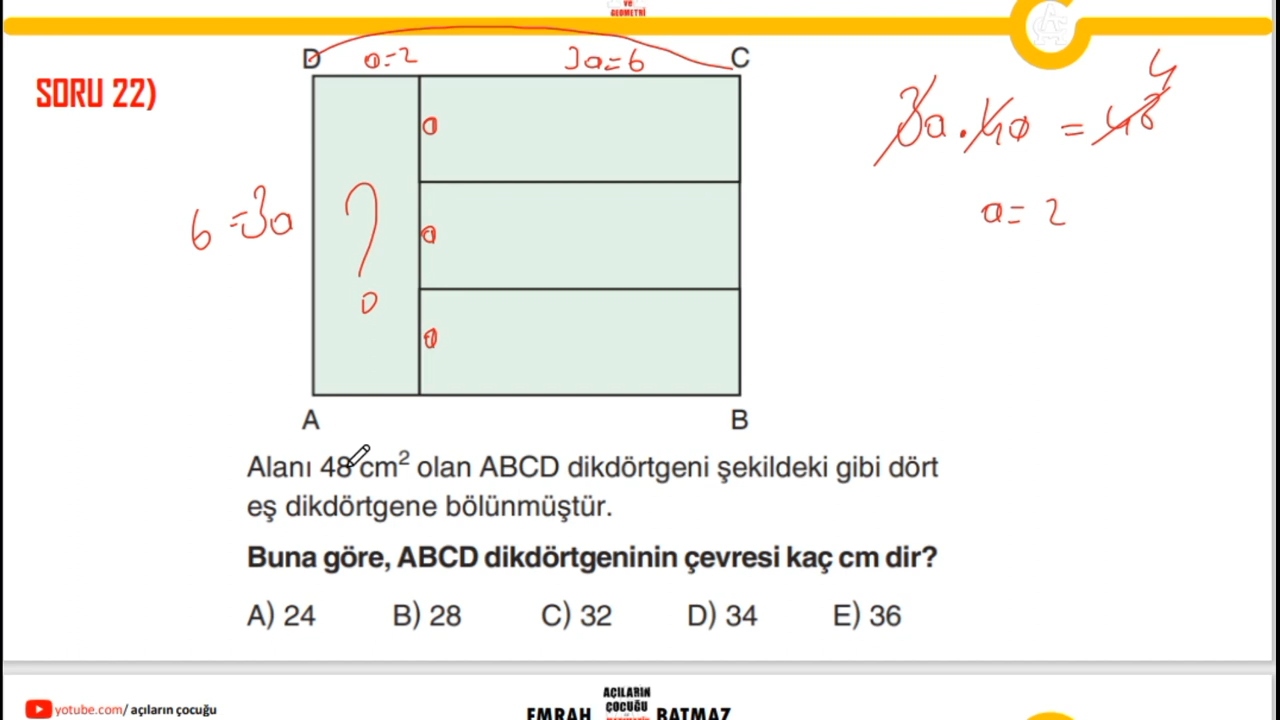 ve
GEOMETRİ
SORU 22)
D a=2 3a=6 C
3a . 4a = 48 4
a
a = 2
6 = 3a
?
a
a
A B
Alanı 48 cm² olan ABCD dikdörtgeni şekildeki gibi dört
eş dikdörtgene bölünmüştür.
Buna göre, ABCD dikdörtgeninin çevresi kaç cm dir?
A) 24 B) 28 C) 32 D) 34 E) 36
yotube.com/ açıların çocuğu
AÇILARIN
ÇOCUĞU
EMRAH BATMAZ